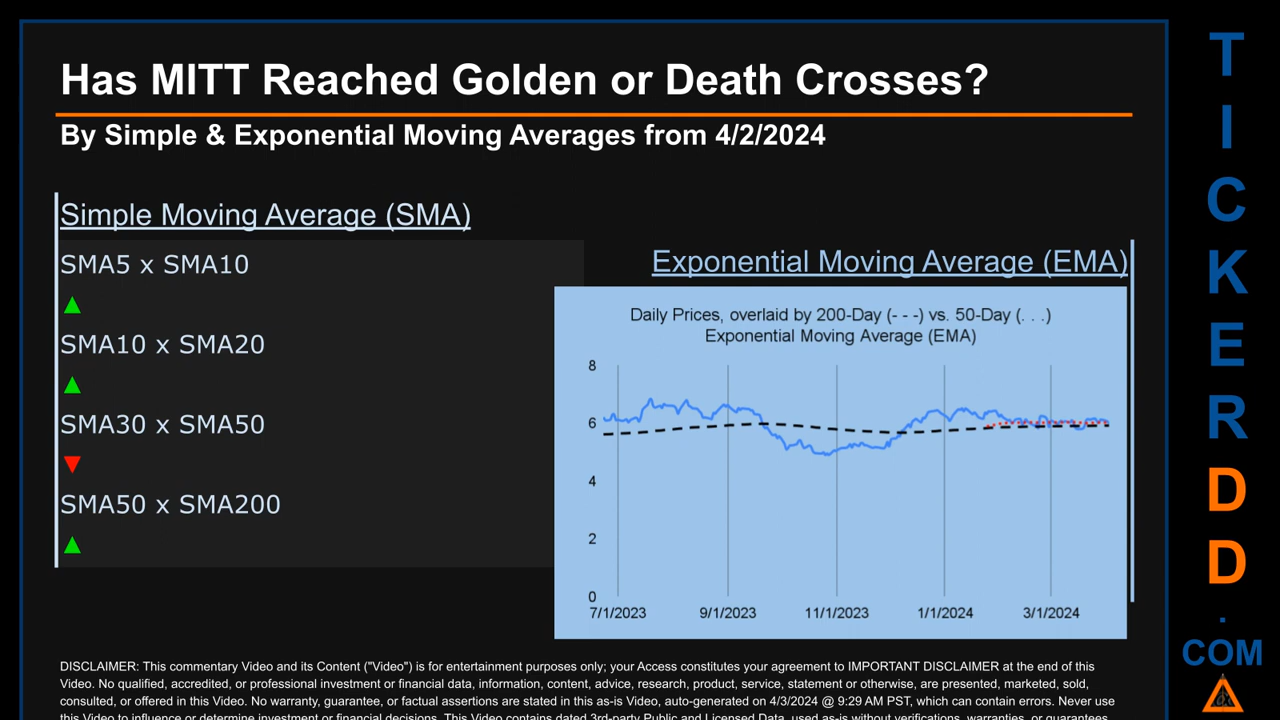 Has MITT Reached Golden or Death Crosses?
By Simple & Exponential Moving Averages from 4/2/2024
Simple Moving Average (SMA)
SMA5 x SMA10
▲
SMA10 x SMA20
▲
SMA30 x SMA50
▼
SMA50 x SMA200
▲
Exponential Moving Average (EMA)
Daily Prices, overlaid by 200-Day (- - -) vs. 50-Day (. . .)
Exponential Moving Average (EMA)
8
6
4
2
0
7/1/2023 9/1/2023 11/1/2023 1/1/2024 3/1/2024
DISCLAIMER: This commentary Video and its Content ("Video") is for entertainment purposes only; your Access constitutes your agreement to IMPORTANT DISCLAIMER at the end of this
Video. No qualified, accredited, or professional investment or financial data, information, content, advice, research, product, service, statement or otherwise, are presented, marketed, sold,
consulted, or offered in this Video. No warranty, guarantee, or factual assertions are stated in this as-is Video, auto-generated on 4/3/2024 @ 9:29 AM PST, which can contain errors. Never use
this Video to influence or determine investment or financial decisions. This Video contains dated 3rd-party Public and Licensed Data, used as-is without verifications, warranties, or guarantees
T
I
C
K
E
R
D
D
.
COM